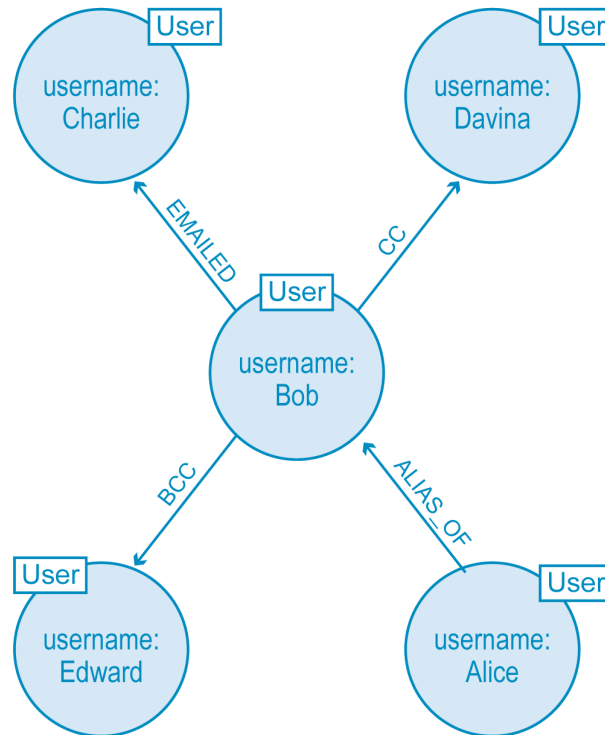 User
username:
Charlie
User
username:
Davina
EMAILED
CC
User
username:
Bob
BCC
ALIAS_OF
User
username:
Edward
User
username:
Alice